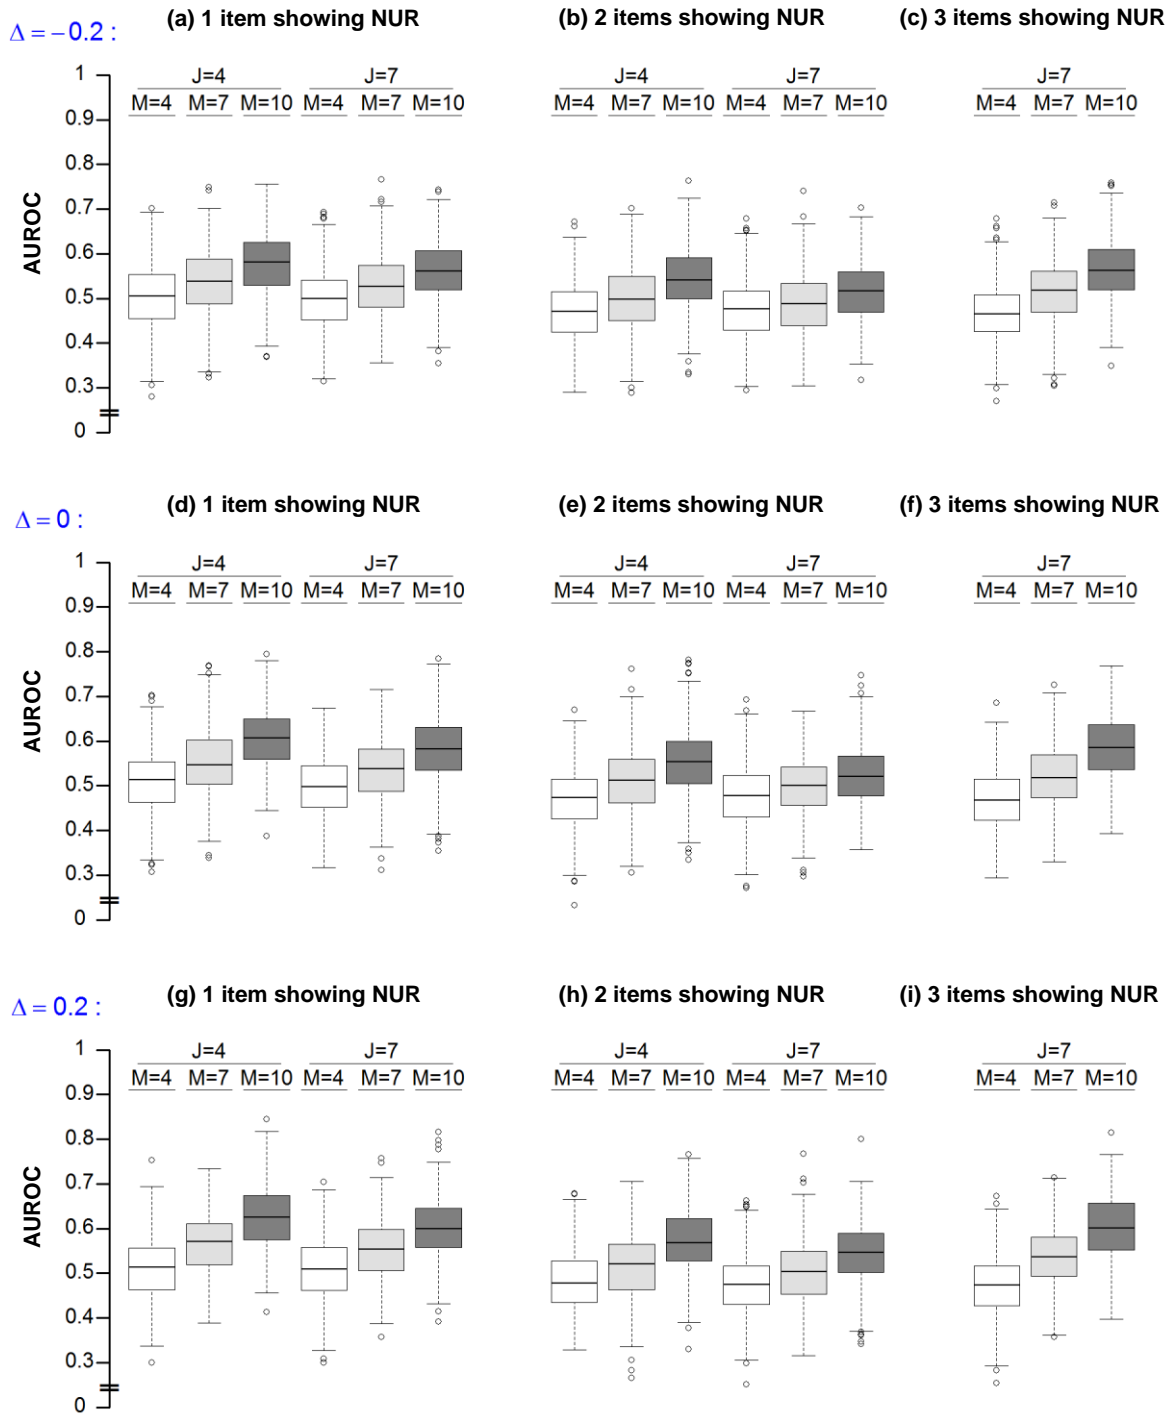 Δ = −0.2 :
(a) 1 item showing NUR
(b) 2 items showing NUR
(c) 3 items showing NUR
J=4 J=7 J=4 J=7 J=7
M=4 M=7 M=10 M=4 M=7 M=10 M=4 M=7 M=10 M=4 M=7 M=10 M=4 M=7 M=10
AUROC
1
0.9
0.8
0.7
0.6
0.5
0.4
0.3
0
Δ = 0 :
(d) 1 item showing NUR
(e) 2 items showing NUR
(f) 3 items showing NUR
J=4 J=7 J=4 J=7 J=7
M=4 M=7 M=10 M=4 M=7 M=10 M=4 M=7 M=10 M=4 M=7 M=10 M=4 M=7 M=10
AUROC
1
0.9
0.8
0.7
0.6
0.5
0.4
0.3
0
Δ = 0.2 :
(g) 1 item showing NUR
(h) 2 items showing NUR
(i) 3 items showing NUR
J=4 J=7 J=4 J=7 J=7
M=4 M=7 M=10 M=4 M=7 M=10 M=4 M=7 M=10 M=4 M=7 M=10 M=4 M=7 M=10
AUROC
1
0.9
0.8
0.7
0.6
0.5
0.4
0.3
0